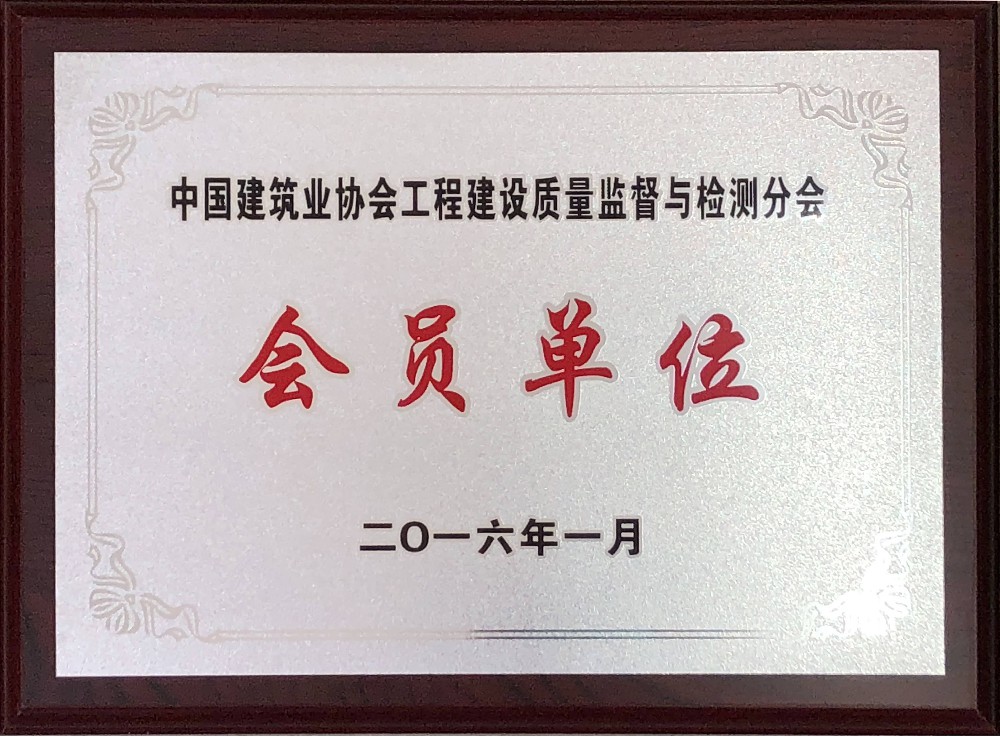 中国建筑业协会工程建设质量监督与检测分会
会员单位
二〇一六年一月